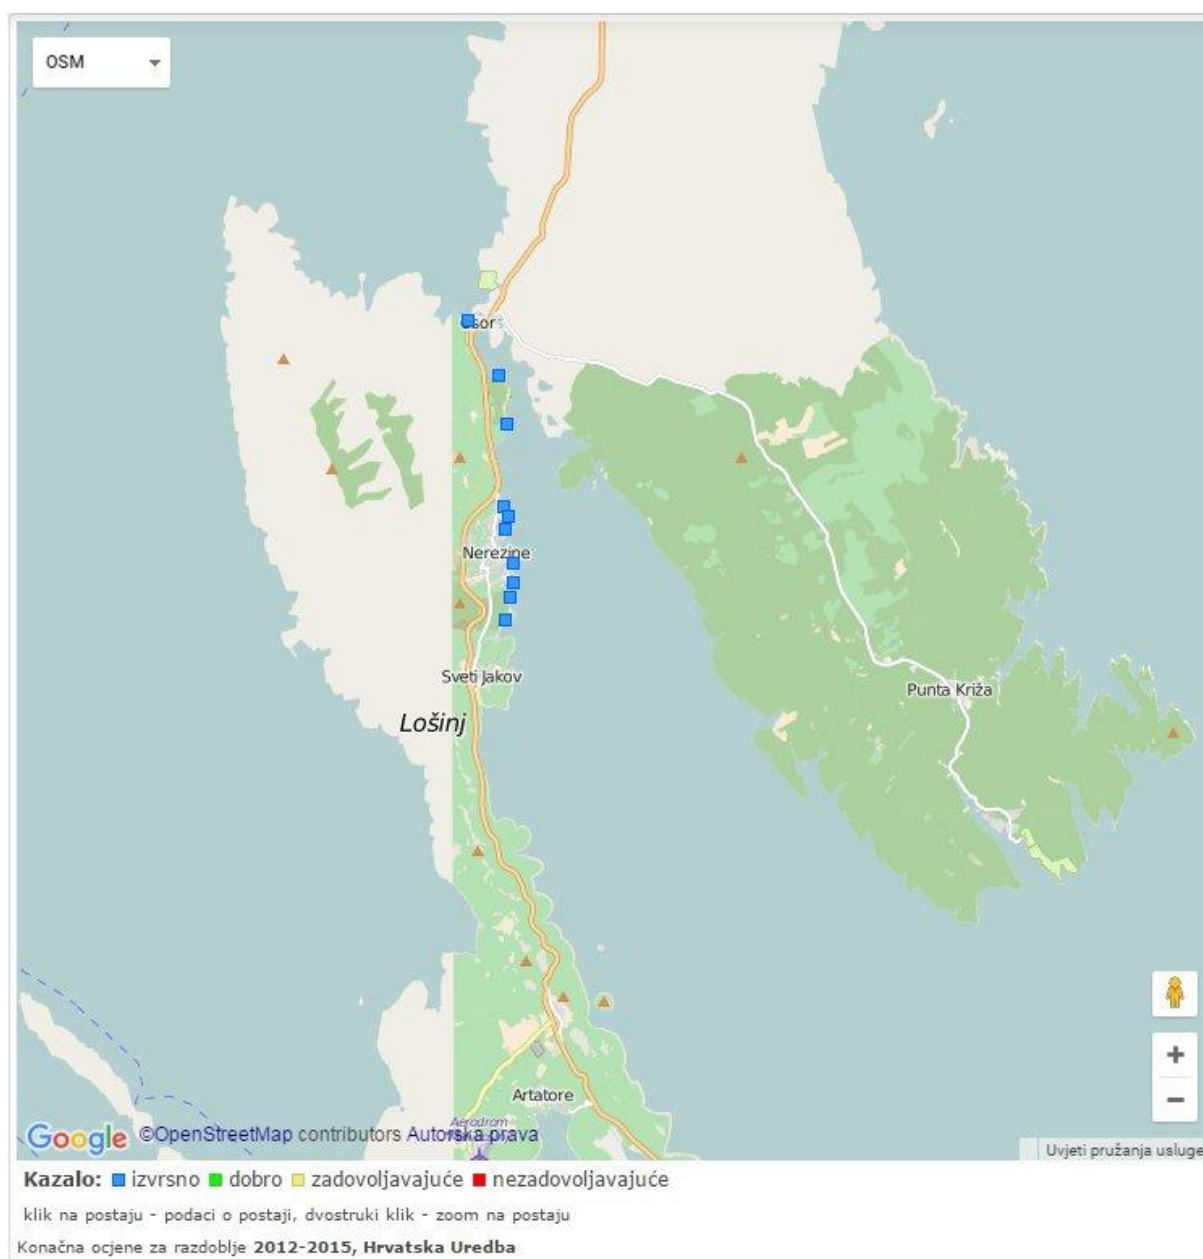 OSM
Osor
Nerezine
Sveti Jakov
Lošinj
Punta Križa
Artatore
Aerodrom
Google ©OpenStreetMap contributors Autorska prava
Uvjeti pružanja usluge
Kazalo: izvrsno dobro zadovoljavajuće nezadovoljavajuće
klik na postaju - podaci o postaji, dvostruki klik - zoom na postaju
Konačna ocjene za razdoblje 2012-2015, Hrvatska Uredba